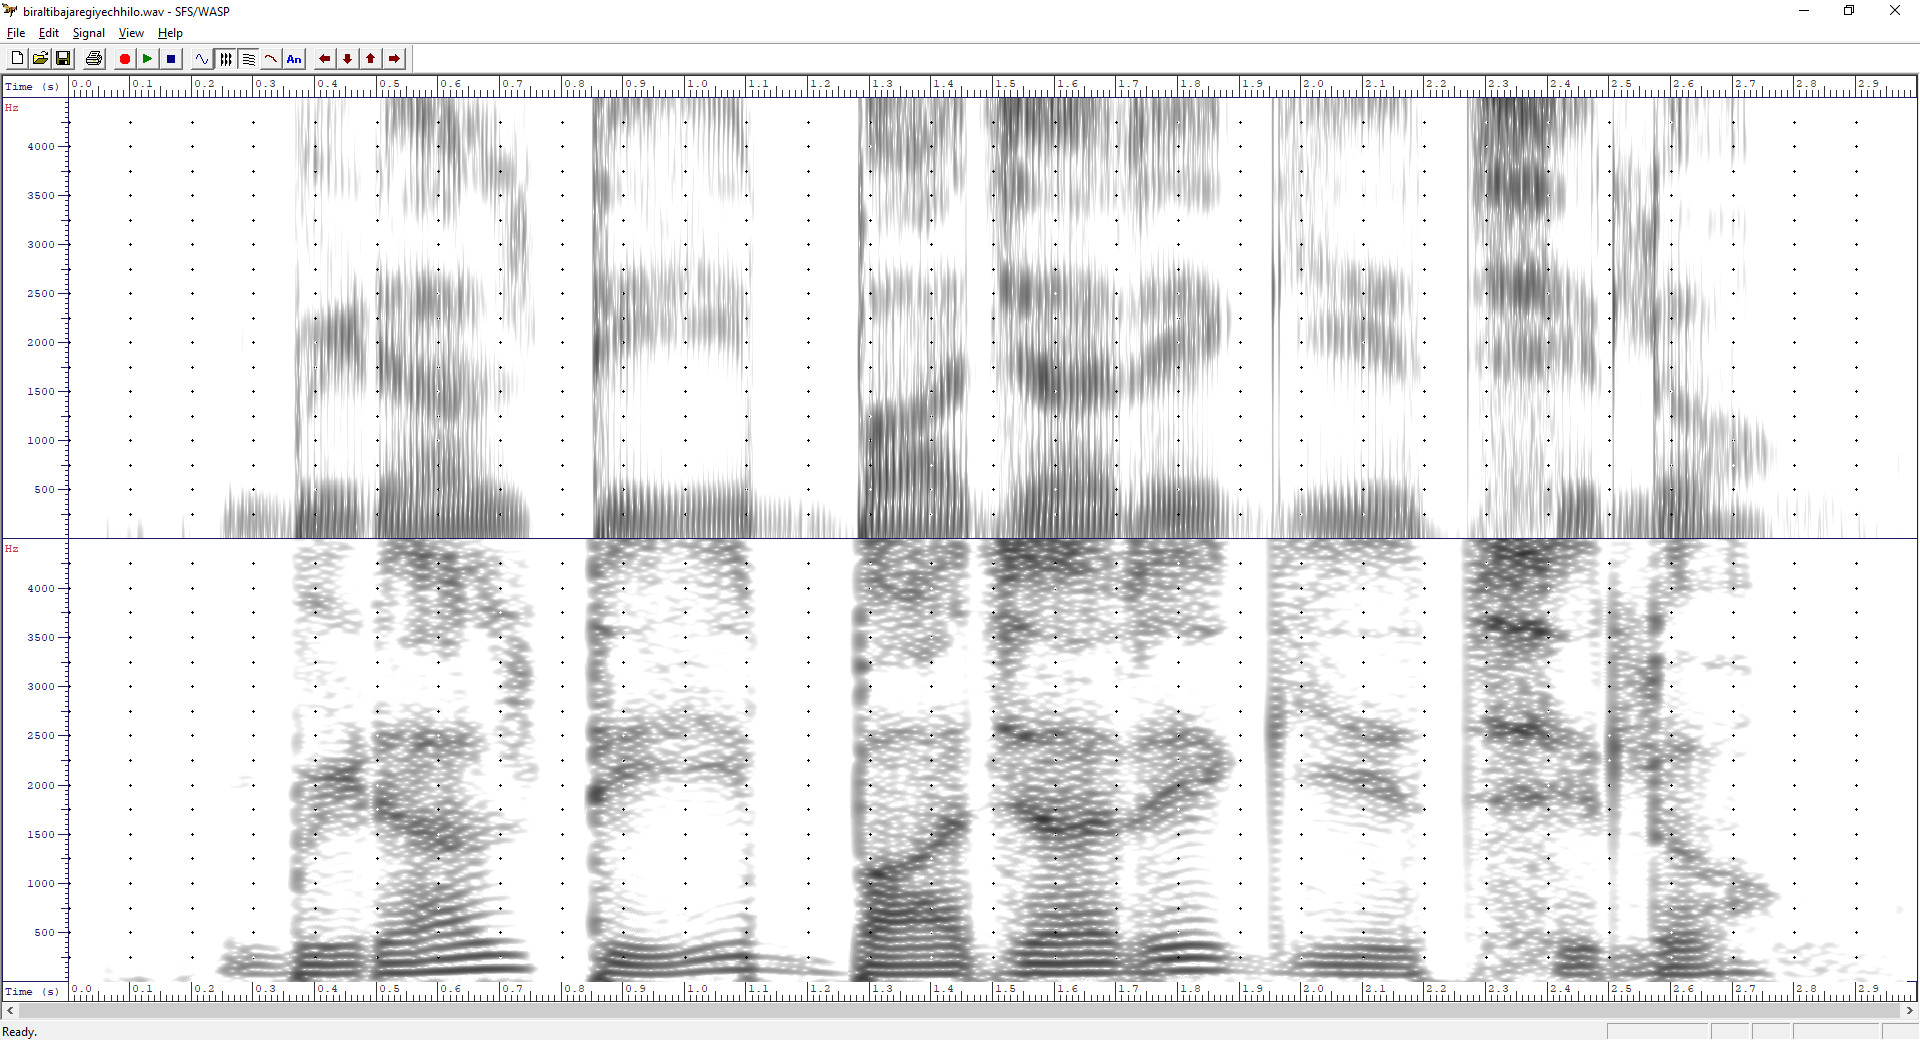 biraltibajaregiyechhilo.wav - SFS/WASP
File Edit Signal View Help
An
Time (s) 0.0 0.1 0.2 0.3 0.4 0.5 0.6 0.7 0.8 0.9 1.0 1.1 1.2 1.3 1.4 1.5 1.6 1.7 1.8 1.9 2.0 2.1 2.2 2.3 2.4 2.5 2.6 2.7 2.8 2.9
Hz
4000
3500
3000
2500
2000
1500
1000
500
Hz
4000
3500
3000
2500
2000
1500
1000
500
Time (s) 0.0 0.1 0.2 0.3 0.4 0.5 0.6 0.7 0.8 0.9 1.0 1.1 1.2 1.3 1.4 1.5 1.6 1.7 1.8 1.9 2.0 2.1 2.2 2.3 2.4 2.5 2.6 2.7 2.8 2.9
Ready.